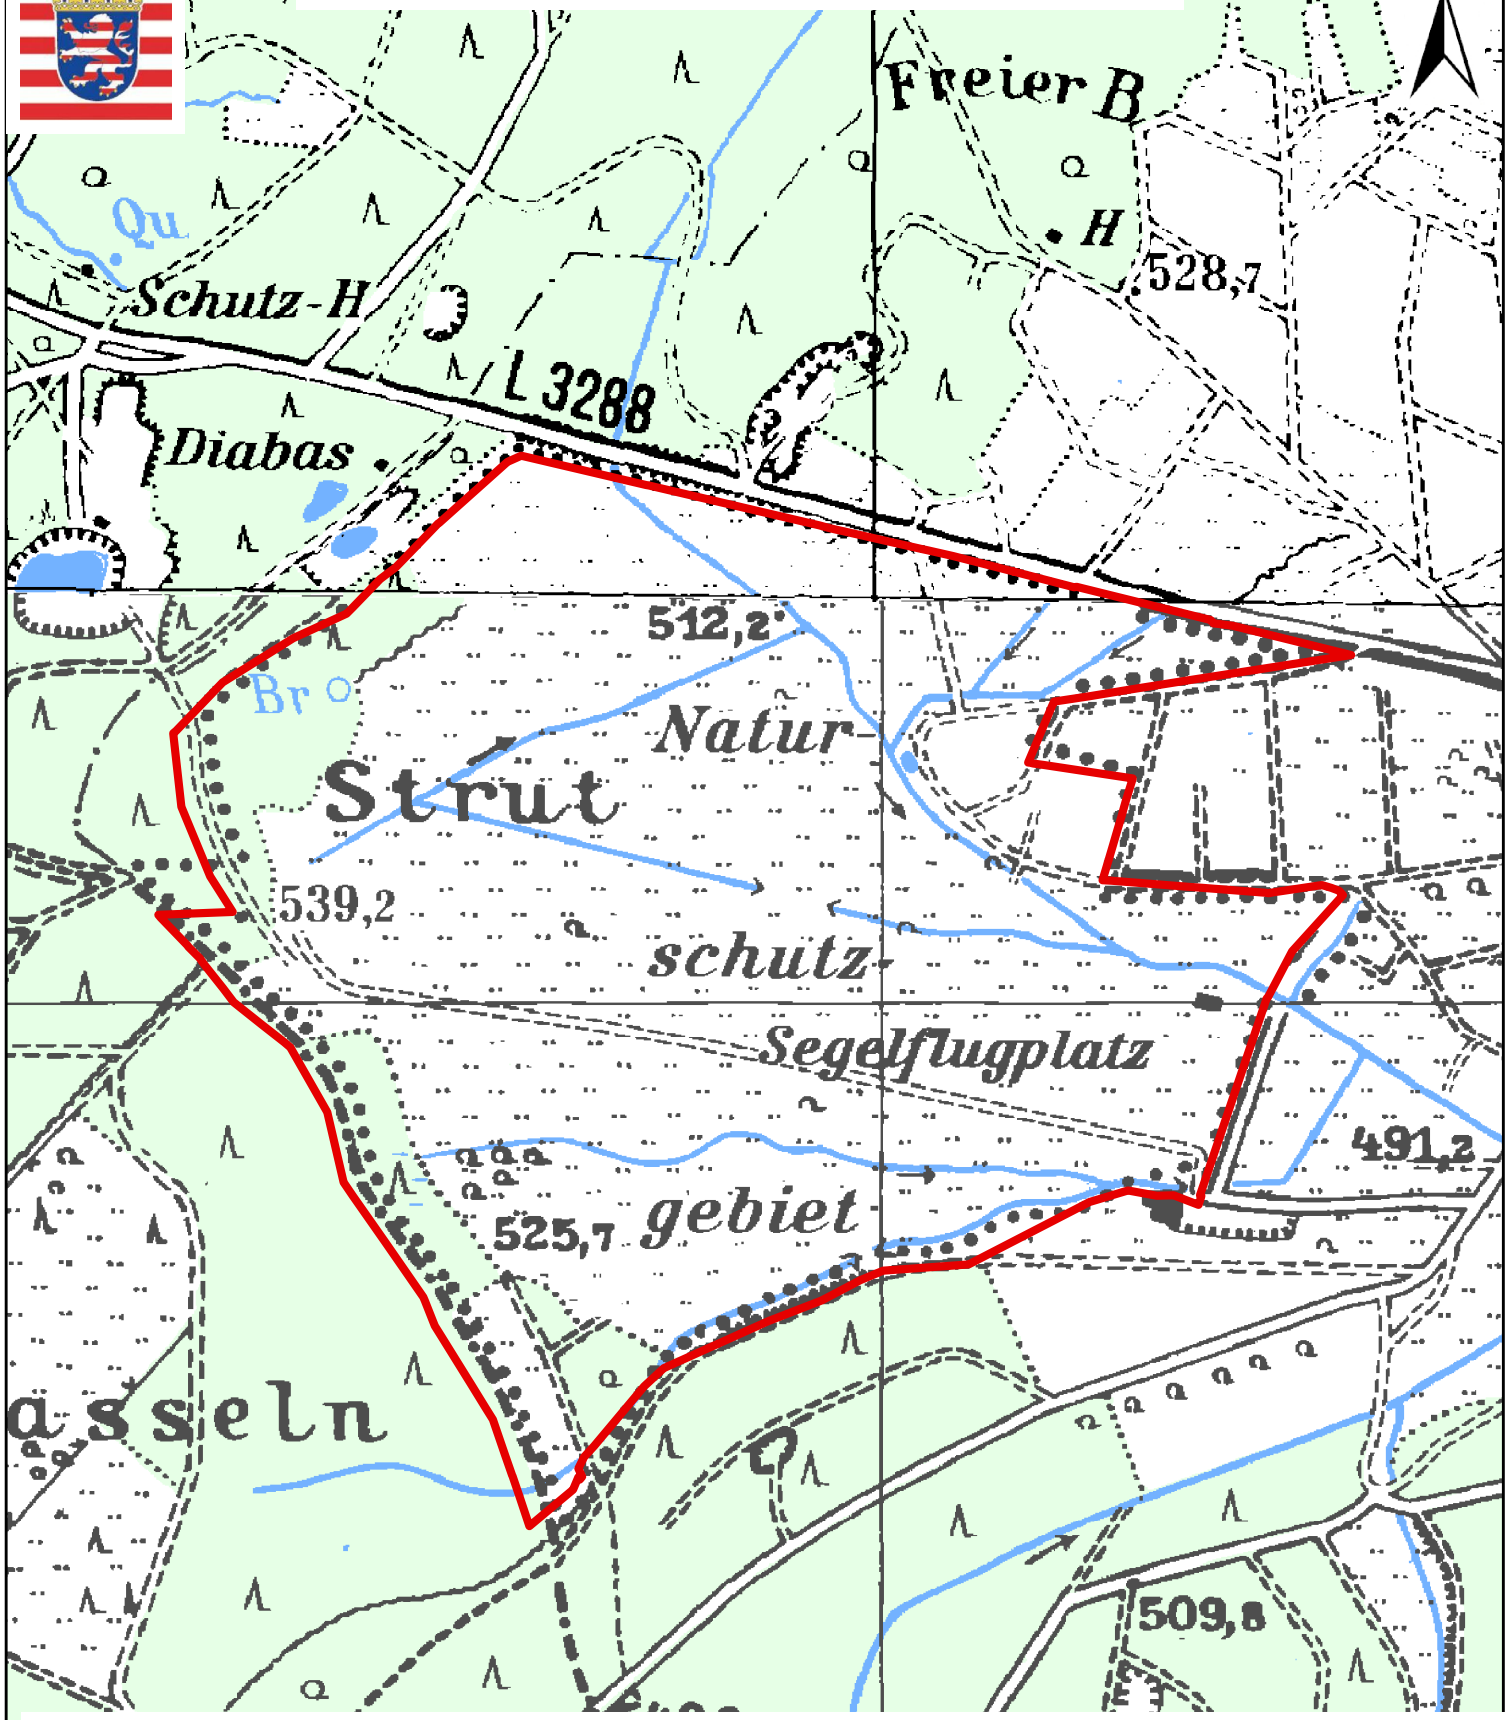 Freier B
Qu
H
528,7
Schutz-H
L 3288
Diabas
512,2
Br
Natur-
Strut
539,2
schutz-
Segelflugplatz
491,2
525,7
gebiet
asseln
509,8